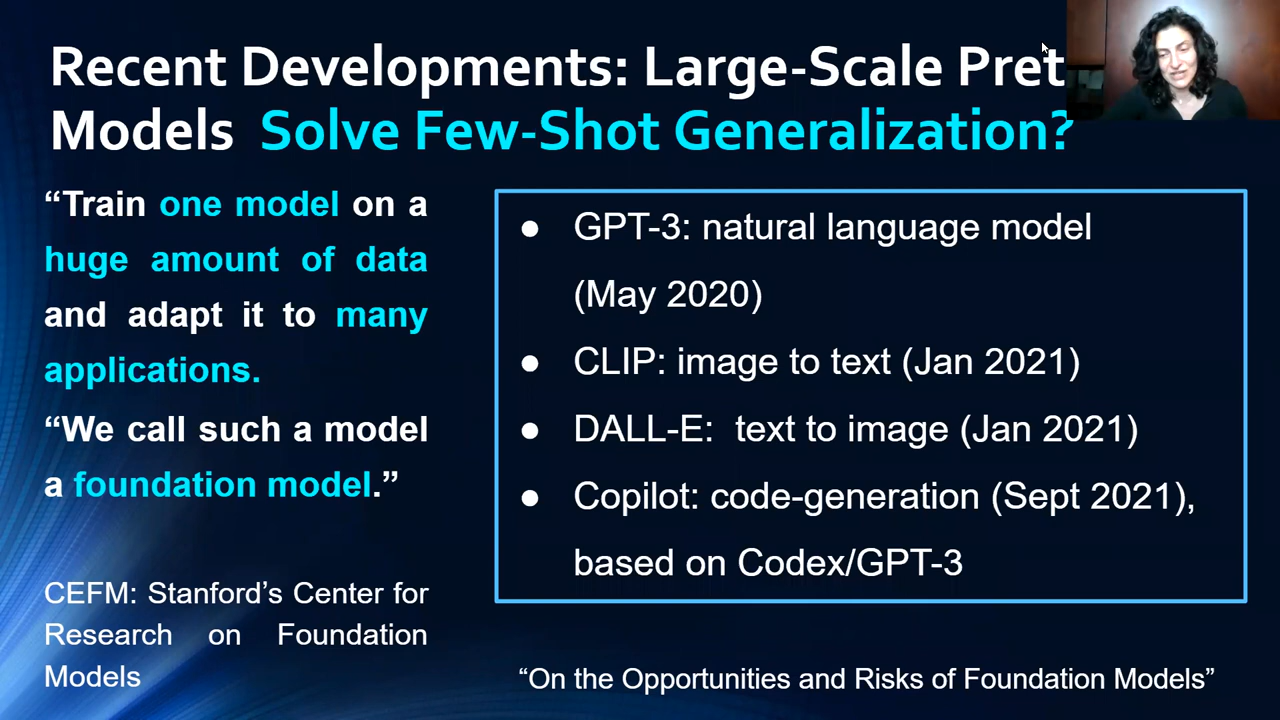 Recent Developments: Large-Scale Pret
Models Solve Few-Shot Generalization?
“Train one model on a
huge amount of data
and adapt it to many
applications.
“We call such a model
a foundation model.”
CEFM: Stanford’s Center for
Research on Foundation
Models
● GPT-3: natural language model
(May 2020)
● CLIP: image to text (Jan 2021)
● DALL-E: text to image (Jan 2021)
● Copilot: code-generation (Sept 2021),
based on Codex/GPT-3
“On the Opportunities and Risks of Foundation Models”